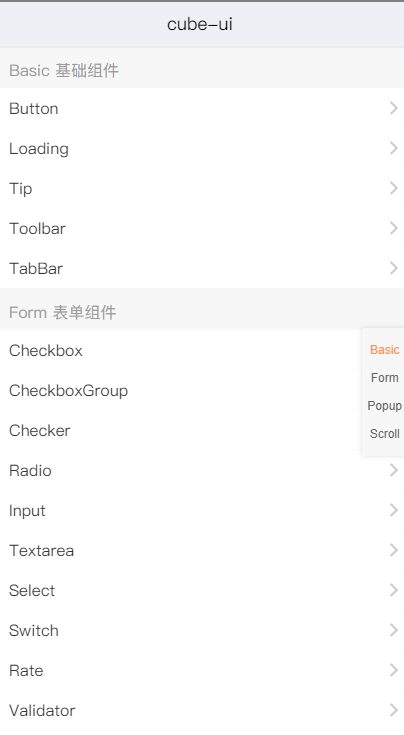 cube-ui
Basic 基础组件
Button
Loading
Tip
Toolbar
TabBar
Form 表单组件
Checkbox
CheckboxGroup
Checker
Radio
Input
Textarea
Select
Switch
Rate
Validator
Basic
Form
Popup
Scroll